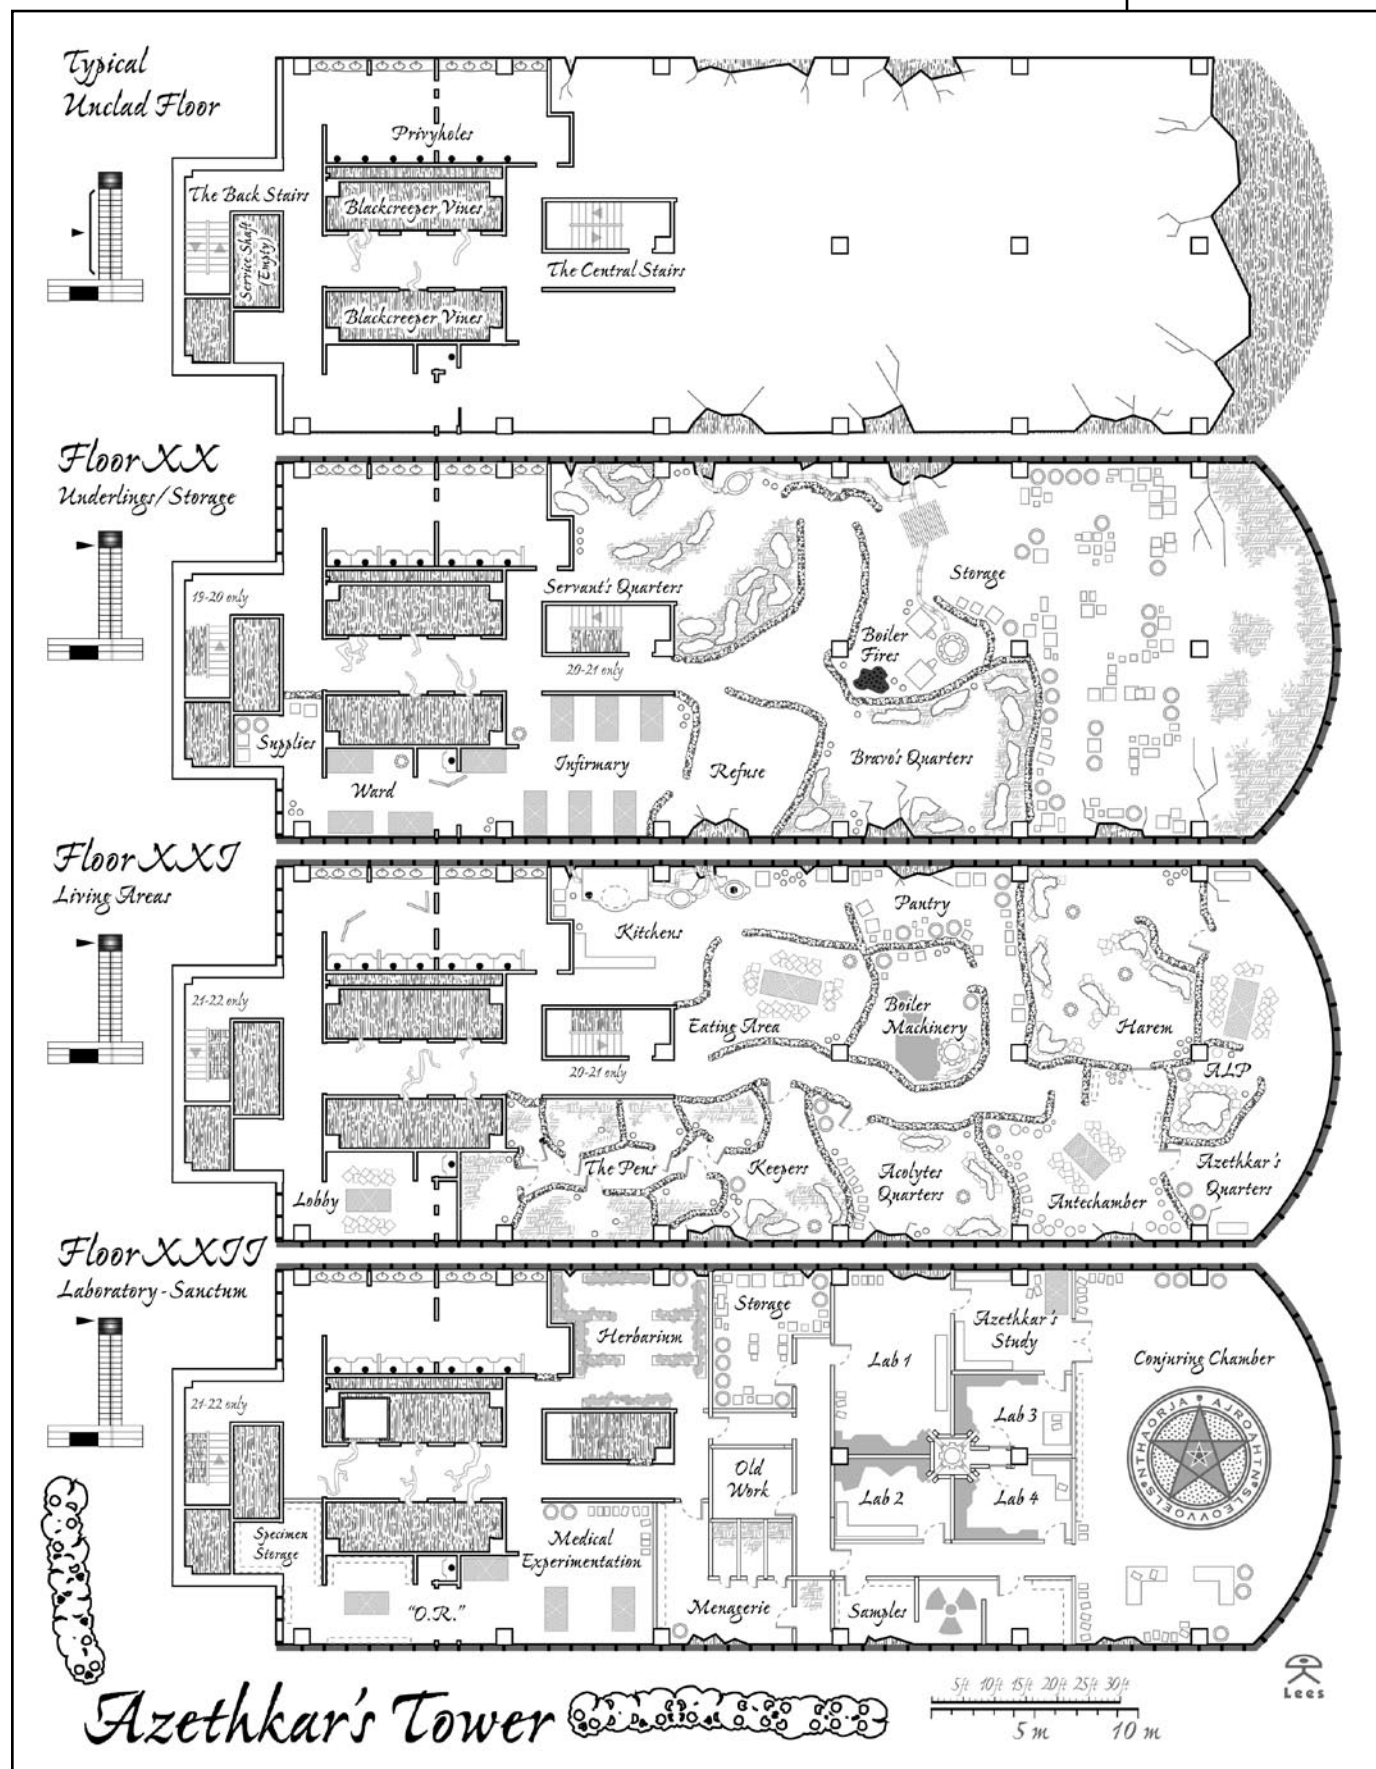 Typical
Unclad Floor
Privyholes
The Back Stairs
Blackcreeper Vines
Service Shaft
(Empty)
The Central Stairs
Blackcreeper Vines
Floor XX
Underlings/Storage
19-20 only
Servant's Quarters
Storage
Boiler
Fires
20-21 only
Supplies
Ward
Infirmary
Refuse
Bravo's Quarters
Floor XXI
Living Areas
Kitchens
Pantry
21-22 only
Eating Area
Boiler
Machinery
Harem
20-21 only
ALP
The Pens
Keepers
Acolytes
Quarters
Azethkar's
Quarters
Lobby
Antechamber
Floor XXII
Laboratory-Sanctum
Herbarium
Storage
Azethkar's
Study
Lab 1
Conjuring Chamber
21-22 only
Lab 3
NTHAORJA AJROAHTN SLEOVOELS
Old
Work
Lab 2
Lab 4
Specimen
Storage
Medical
Experimentation
"O.R."
Menagerie
Samples
Azethkar's Tower
5ft 10ft 15ft 20ft 25ft 30ft
5 m 10 m
Lees